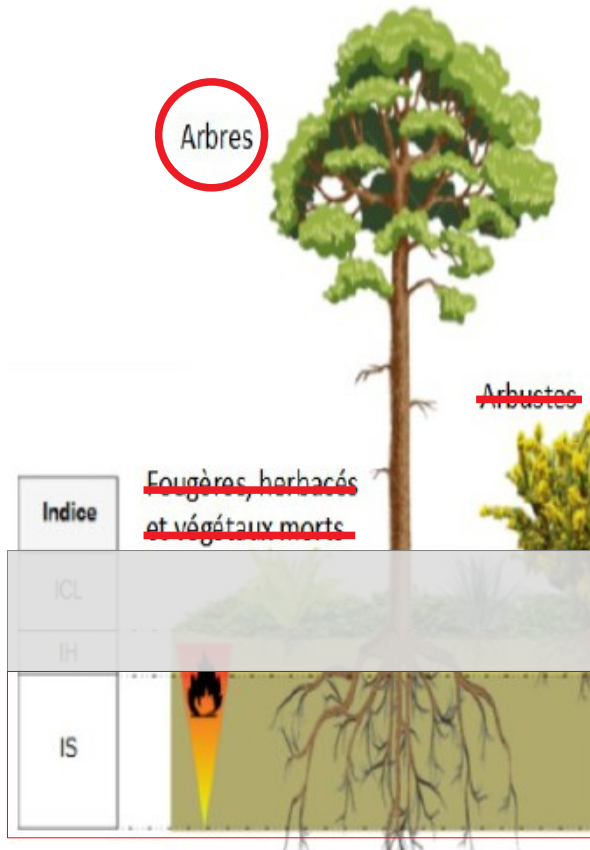 Arbres
Arbustes
Fougères, herbacés
et végétaux morts
Indice
ICL
IH
IS